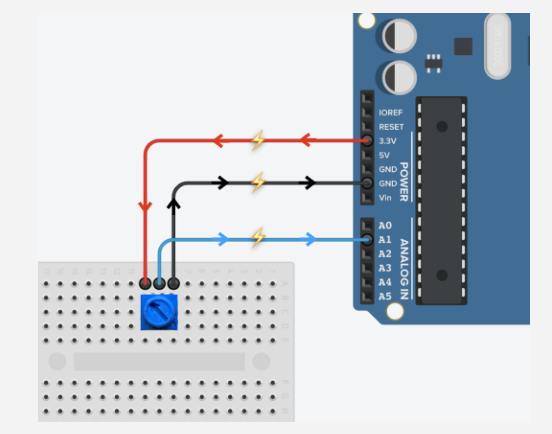 IOREF
RESET
3.3V
5V
GND
GND
Vin
POWER
A0
A1
A2
A3
A4
A5
ANALOG IN